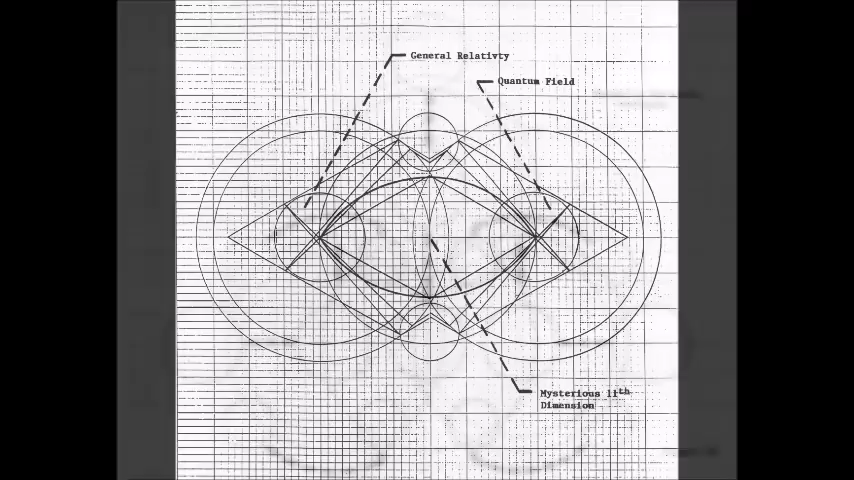 General Relativty
Quantum Field
Mysterious 11th
Dimension